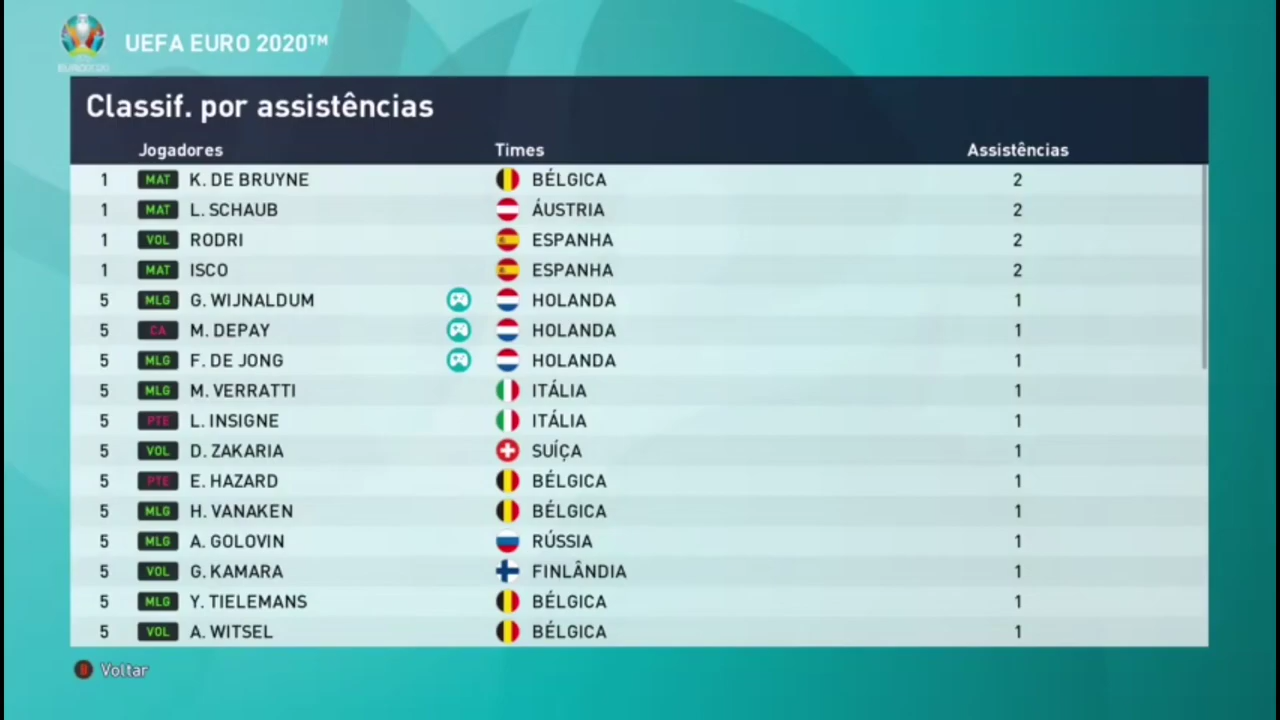 UEFA EURO 2020™
EURO2020
Classif. por assistências
Jogadores Times Assistências
1 MAT K. DE BRUYNE BÉLGICA 2
1 MAT L. SCHAUB ÁUSTRIA 2
1 VOL RODRI ESPANHA 2
1 MAT ISCO ESPANHA 2
5 MLG G. WIJNALDUM HOLANDA 1
5 CA M. DEPAY HOLANDA 1
5 MLG F. DE JONG HOLANDA 1
5 MLG M. VERRATTI ITÁLIA 1
5 PTE L. INSIGNE ITÁLIA 1
5 VOL D. ZAKARIA SUÍÇA 1
5 PTE E. HAZARD BÉLGICA 1
5 MLG H. VANAKEN BÉLGICA 1
5 MLG A. GOLOVIN RÚSSIA 1
5 VOL G. KAMARA FINLÂNDIA 1
5 MLG Y. TIELEMANS BÉLGICA 1
5 VOL A. WITSEL BÉLGICA 1
B Voltar